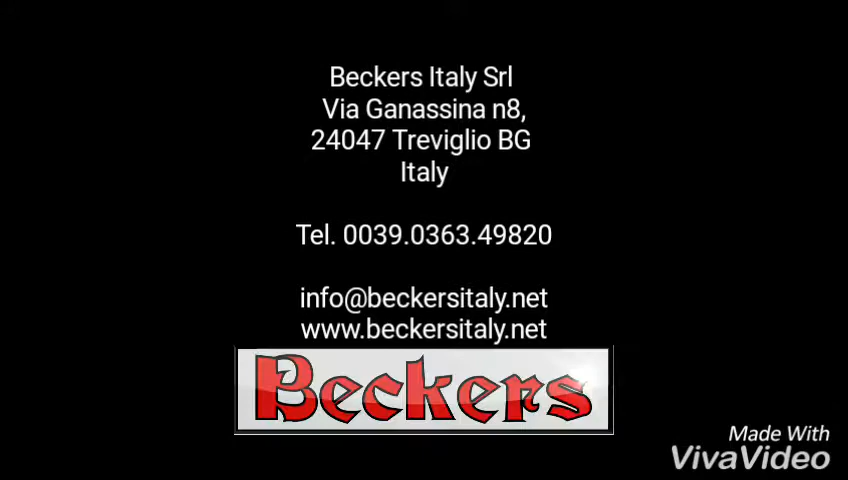 Beckers Italy Srl
Via Ganassina n8,
24047 Treviglio BG
Italy
Tel. 0039.0363.49820
info@beckersitaly.net
www.beckersitaly.net
Beckers
Made With
VivaVideo